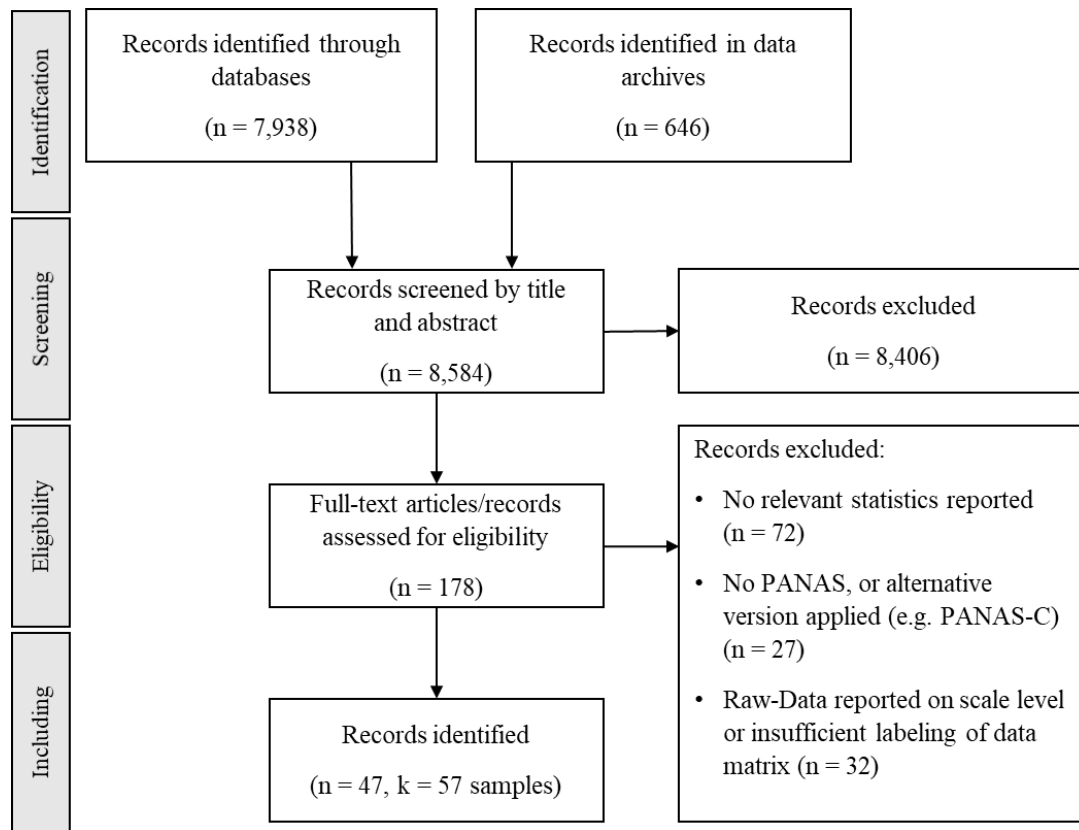 Identification
Records identified through
databases
(n = 7,938)
Records identified in data
archives
(n = 646)
Screening
Records screened by title
and abstract
(n = 8,584)
Records excluded
(n = 8,406)
Eligibility
Full-text articles/records
assessed for eligibility
(n = 178)
Records excluded:
• No relevant statistics reported
(n = 72)
• No PANAS, or alternative
version applied (e.g. PANAS-C)
(n = 27)
• Raw-Data reported on scale level
or insufficient labeling of data
matrix (n = 32)
Including
Records identified
(n = 47, k = 57 samples)